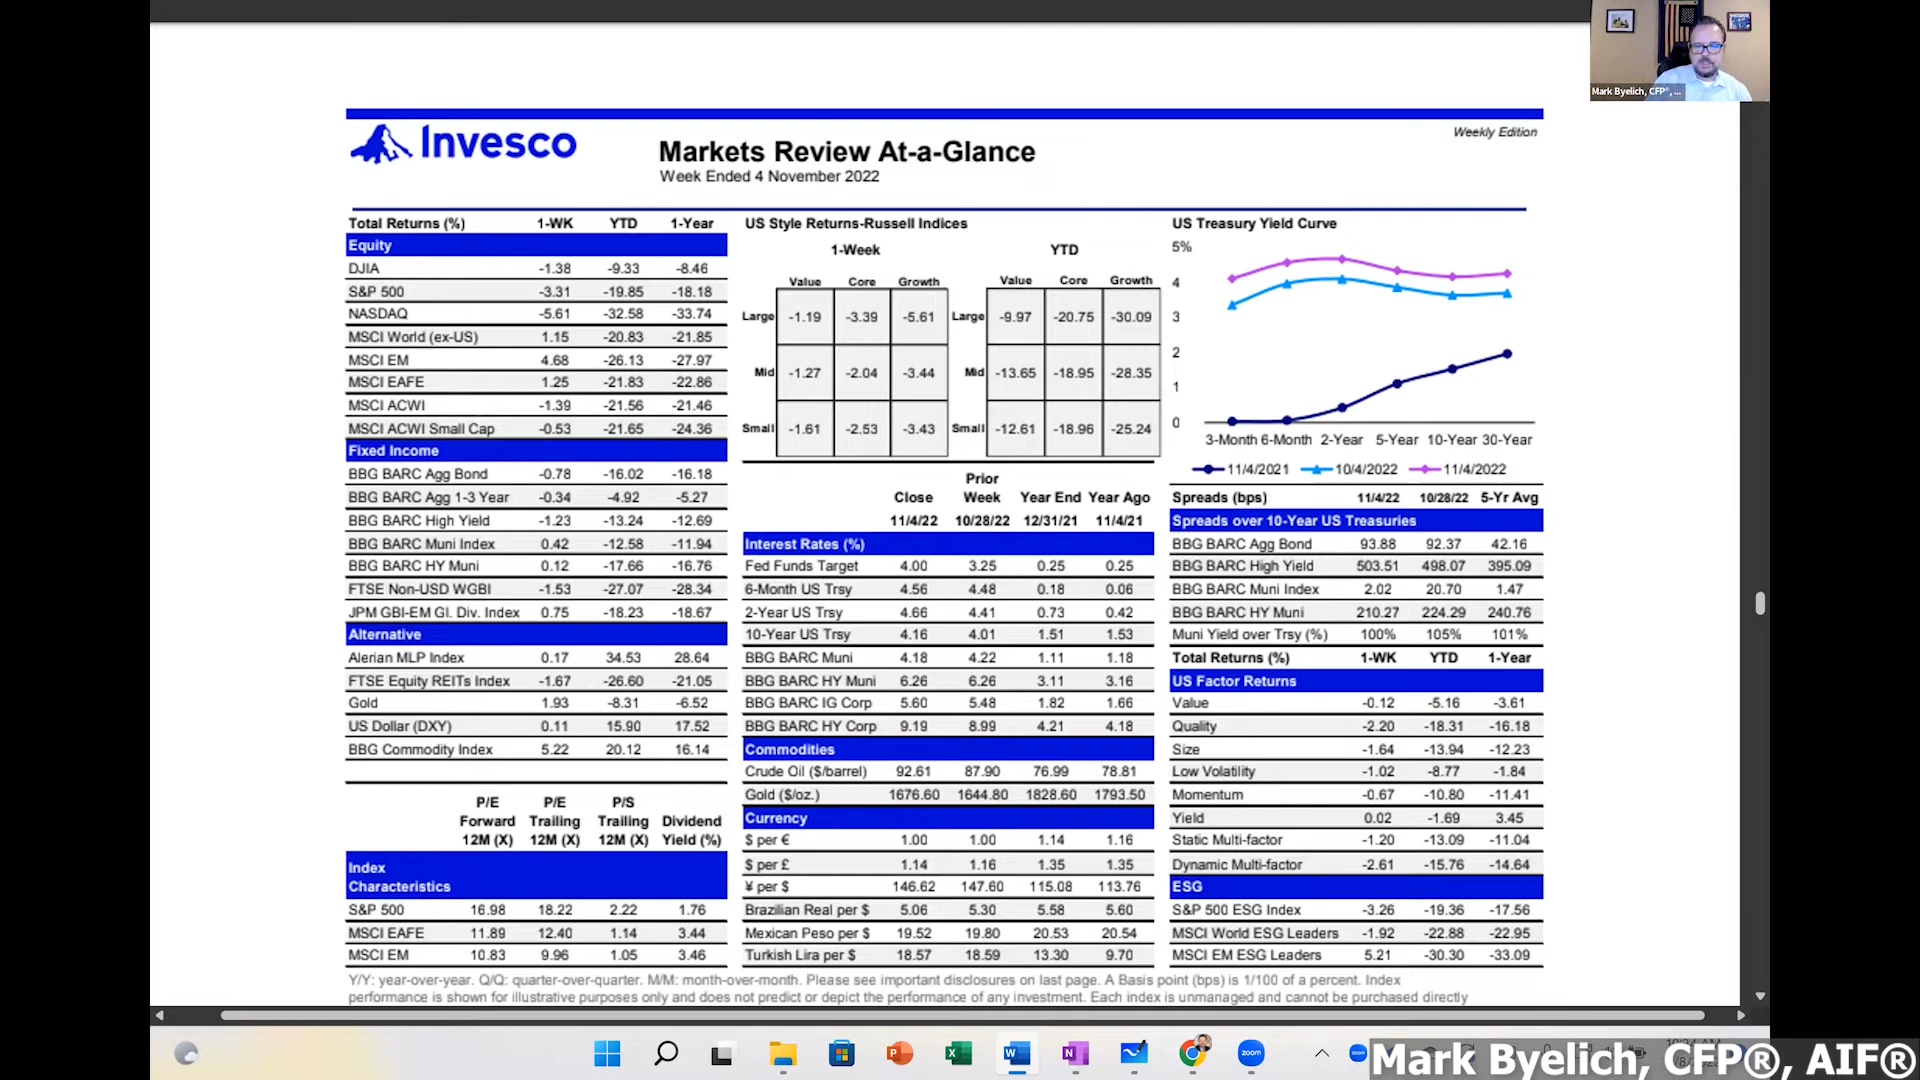 Mark Byelich, CFP®, ...
Invesco
Markets Review At-a-Glance
Week Ended 4 November 2022
Weekly Edition
Total Returns (%) 1-WK YTD 1-Year
Equity
DJIA -1.38 -9.33 -8.46
S&P 500 -3.31 -19.85 -18.18
NASDAQ -5.61 -32.58 -33.74
MSCI World (ex-US) 1.15 -20.83 -21.85
MSCI EM 4.68 -26.13 -27.97
MSCI EAFE 1.25 -21.83 -22.86
MSCI ACWI -1.39 -21.56 -21.46
MSCI ACWI Small Cap -0.53 -21.65 -24.36
Fixed Income
BBG BARC Agg Bond -0.78 -16.02 -16.18
BBG BARC Agg 1-3 Year -0.34 -4.92 -5.27
BBG BARC High Yield -1.23 -13.24 -12.69
BBG BARC Muni Index 0.42 -12.58 -11.94
BBG BARC HY Muni 0.12 -17.66 -16.76
FTSE Non-USD WGBI -1.53 -27.07 -28.34
JPM GBI-EM Gl. Div. Index 0.75 -18.23 -18.67
Alternative
Alerian MLP Index 0.17 34.53 28.64
FTSE Equity REITs Index -1.67 -26.60 -21.05
Gold 1.93 -8.31 -6.52
US Dollar (DXY) 0.11 15.90 17.52
BBG Commodity Index 5.22 20.12 16.14
P/E P/E P/S
Forward Trailing Trailing Dividend
12M (X) 12M (X) 12M (X) Yield (%)
Index
Characteristics
S&P 500 16.98 18.22 2.22 1.76
MSCI EAFE 11.89 12.40 1.14 3.44
MSCI EM 10.83 9.96 1.05 3.46
US Style Returns-Russell Indices
1-Week YTD
Value Core Growth Value Core Growth
Large -1.19 -3.39 -5.61 Large -9.97 -20.75 -30.09
Mid -1.27 -2.04 -3.44 Mid -13.65 -18.95 -28.35
Small -1.61 -2.53 -3.43 Small -12.61 -18.96 -25.24
Prior
Close Week Year End Year Ago
11/4/22 10/28/22 12/31/21 11/4/21
Interest Rates (%)
Fed Funds Target 4.00 3.25 0.25 0.25
6-Month US Trsy 4.56 4.48 0.18 0.06
2-Year US Trsy 4.66 4.41 0.73 0.42
10-Year US Trsy 4.16 4.01 1.51 1.53
BBG BARC Muni 4.18 4.22 1.11 1.18
BBG BARC HY Muni 6.26 6.26 3.11 3.16
BBG BARC IG Corp 5.60 5.48 1.82 1.66
BBG BARC HY Corp 9.19 8.99 4.21 4.18
Commodities
Crude Oil ($/barrel) 92.61 87.90 76.99 78.81
Gold ($/oz.) 1676.60 1644.80 1828.60 1793.50
Currency
$ per € 1.00 1.00 1.14 1.16
$ per £ 1.14 1.16 1.35 1.35
¥ per $ 146.62 147.60 115.08 113.76
Brazilian Real per $ 5.06 5.30 5.58 5.60
Mexican Peso per $ 19.52 19.80 20.53 20.54
Turkish Lira per $ 18.57 18.59 13.30 9.70
US Treasury Yield Curve
5%
4
3
2
1
0
3-Month 6-Month 2-Year 5-Year 10-Year 30-Year
11/4/2021 10/4/2022 11/4/2022
Spreads (bps) 11/4/22 10/28/22 5-Yr Avg
Spreads over 10-Year US Treasuries
BBG BARC Agg Bond 93.88 92.37 42.16
BBG BARC High Yield 503.51 498.07 395.09
BBG BARC Muni Index 2.02 20.70 1.47
BBG BARC HY Muni 210.27 224.29 240.76
Muni Yield over Trsy (%) 100% 105% 101%
Total Returns (%) 1-WK YTD 1-Year
US Factor Returns
Value -0.12 -5.16 -3.61
Quality -2.20 -18.31 -16.18
Size -1.64 -13.94 -12.23
Low Volatility -1.02 -8.77 -1.84
Momentum -0.67 -10.80 -11.41
Yield 0.02 -1.69 3.45
Static Multi-factor -1.20 -13.09 -11.04
Dynamic Multi-factor -2.61 -15.76 -14.64
ESG
S&P 500 ESG Index -3.26 -19.36 -17.56
MSCI World ESG Leaders -1.92 -22.88 -22.95
MSCI EM ESG Leaders 5.21 -30.30 -33.09
Y/Y: year-over-year. Q/Q: quarter-over-quarter. M/M: month-over-month. Please see important disclosures on last page. A Basis point (bps) is 1/100 of a percent. Index
performance is shown for illustrative purposes only and does not predict or depict the performance of any investment. Each index is unmanaged and cannot be purchased directly
zoom
zoom
Mark Byelich, CFP®, AIF®